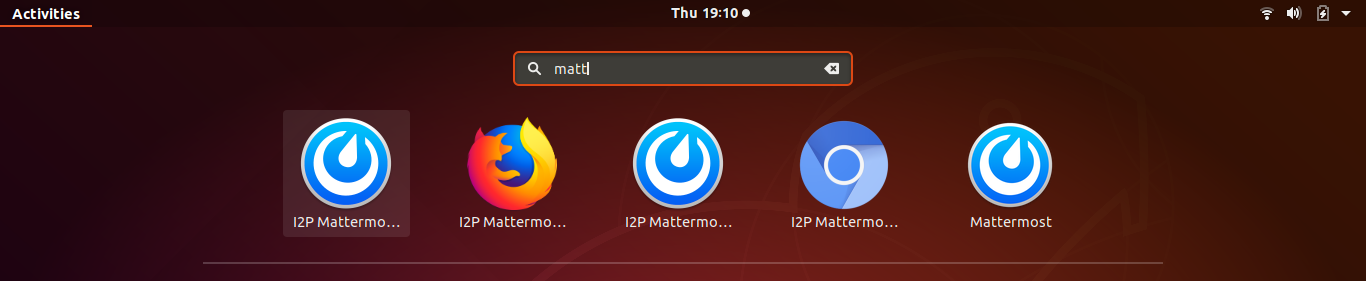 Activities
Thu 19:10
matt
I2P Mattermo…
I2P Mattermo…
I2P Mattermo…
I2P Mattermo…
Mattermost